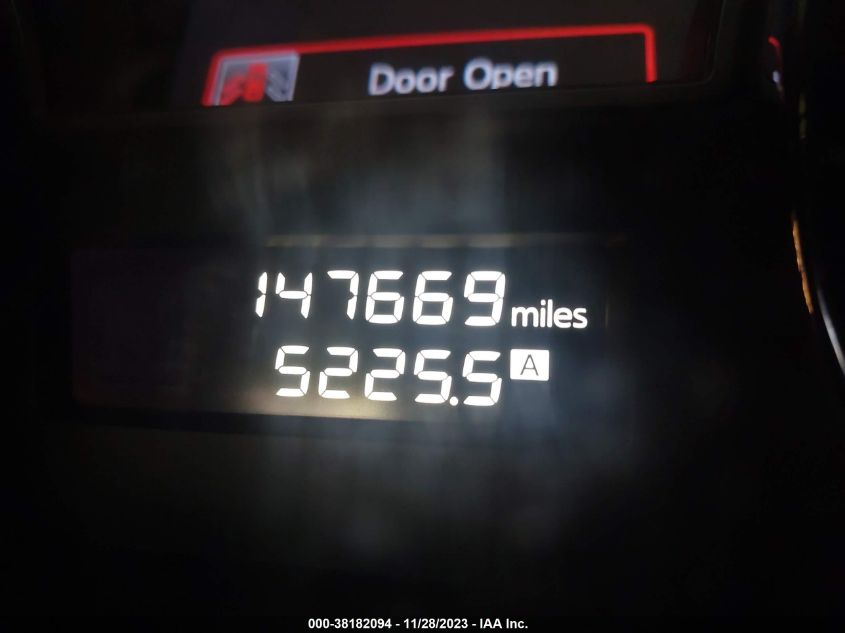 Door Open
147669 miles
5225.5 A
000-38182094 - 11/28/2023 - IAA Inc.